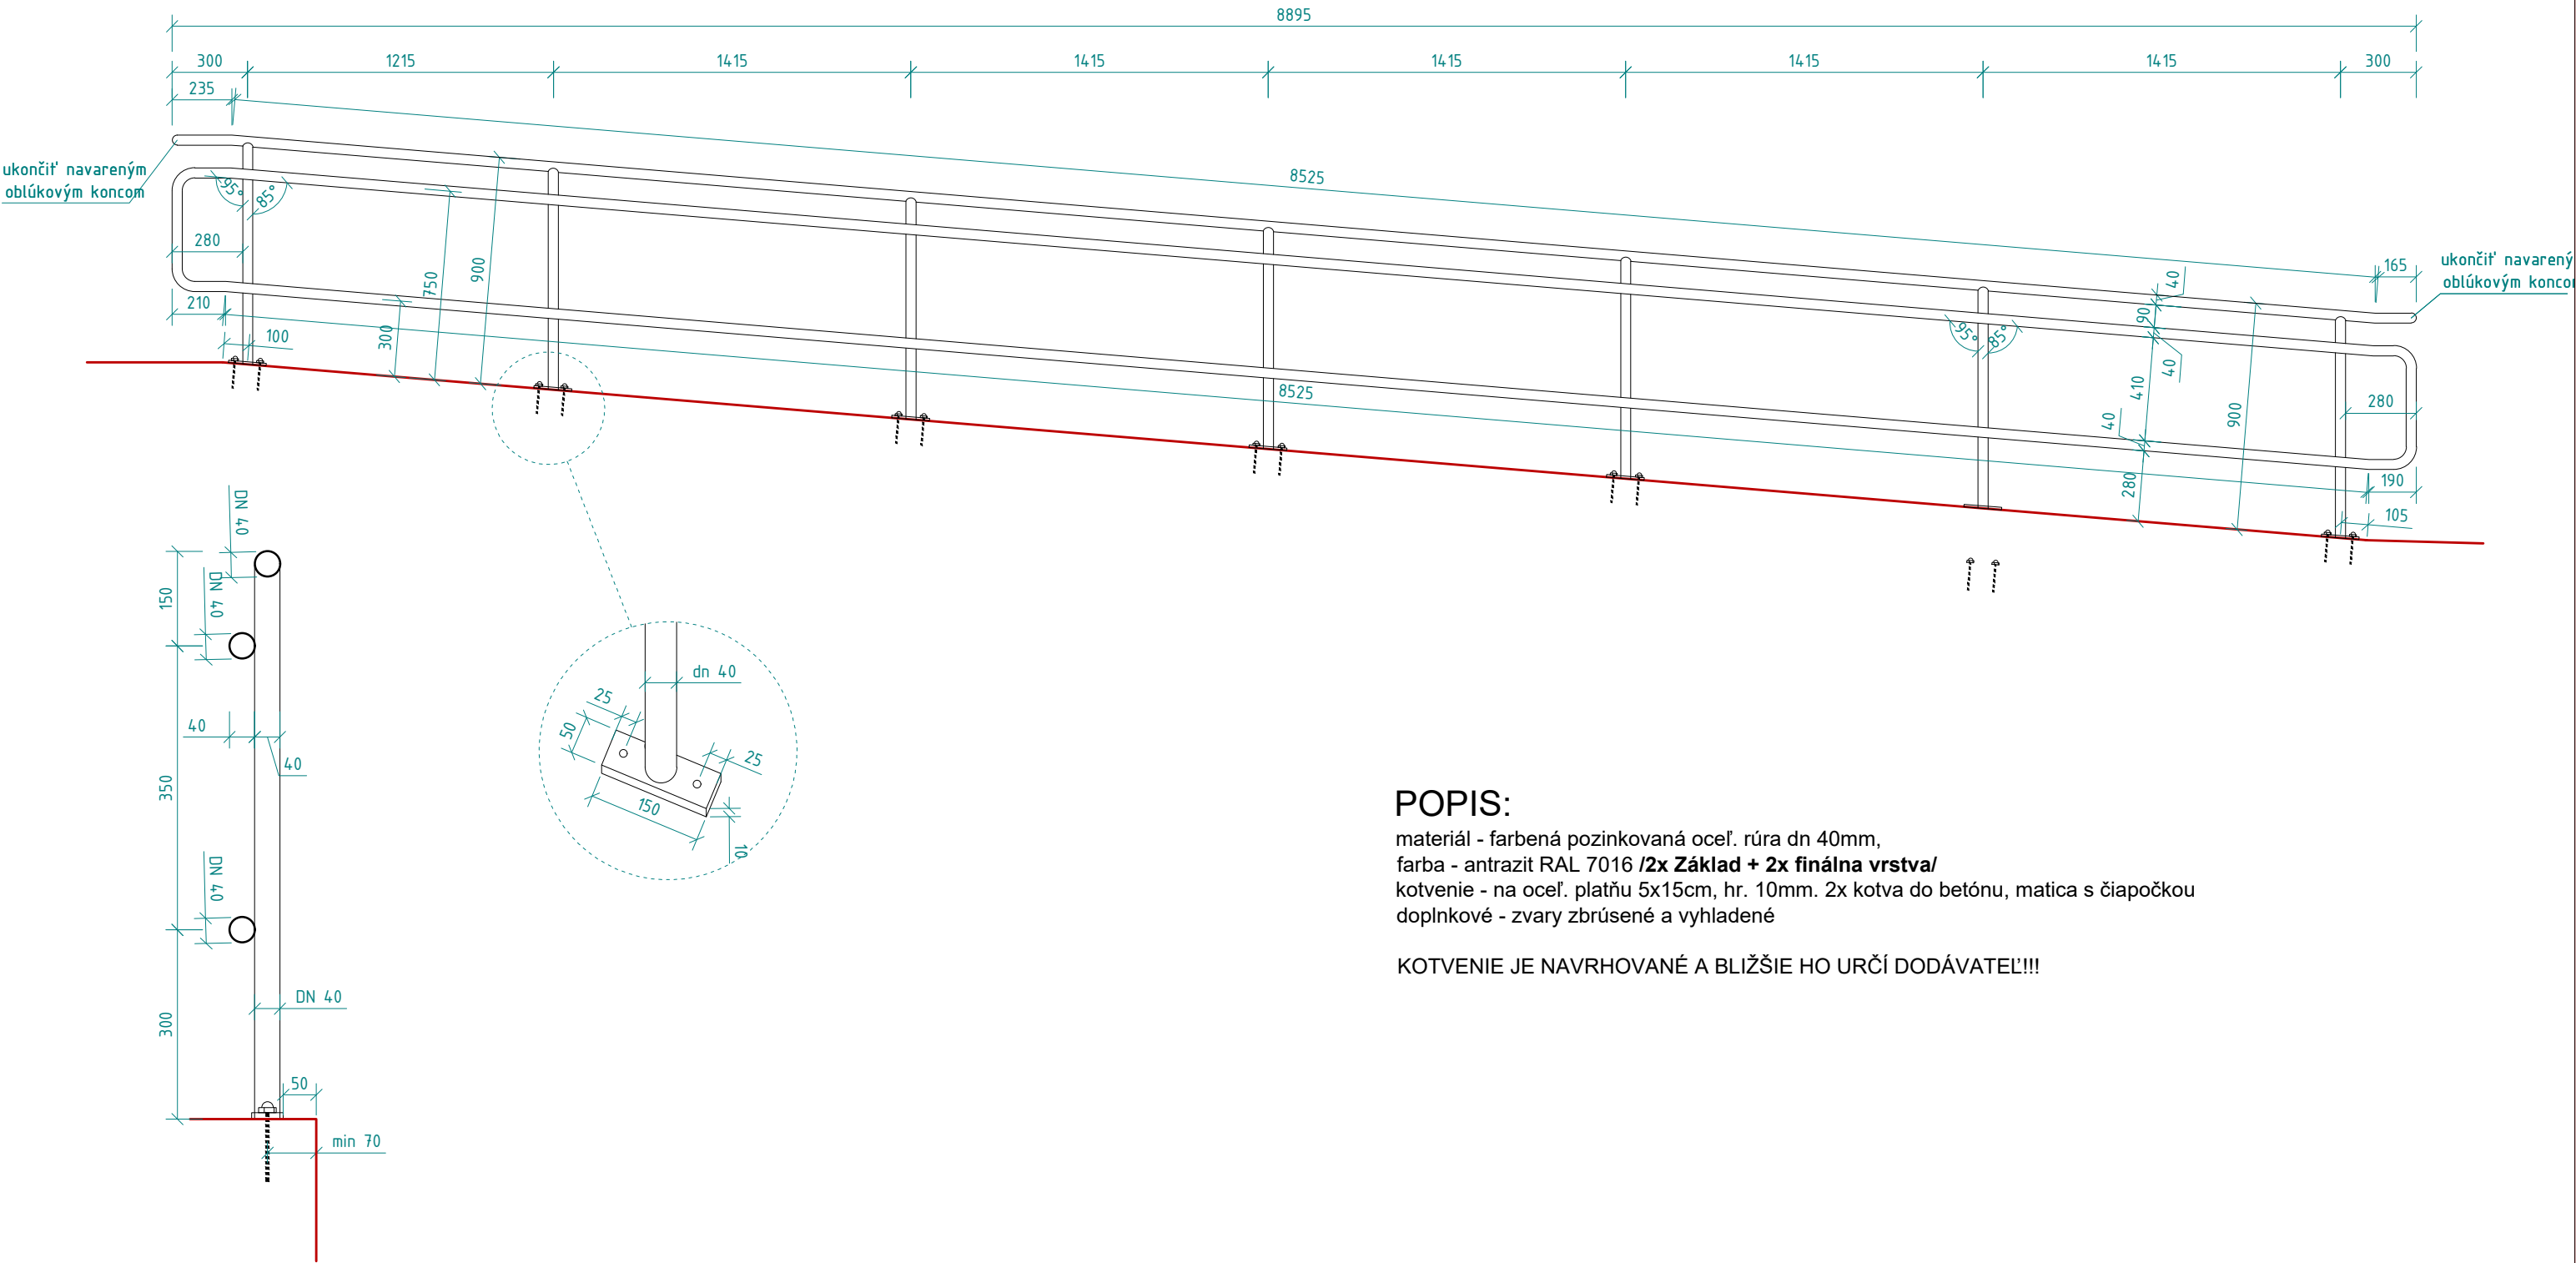 8895
300
1215
1415
1415
1415
1415
1415
300
235
8525
165
ukončiť navareným
oblúkovým koncom
95°
85°
280
210
100
300
750
900
8525
95°
85°
40
90
40
410
40
280
900
ukončiť navarený
oblúkovým konco
280
190
105
DN 40
DN 40
150
40
40
350
DN 40
DN 40
300
50
min 70
dn 40
25
50
25
150
10
POPIS:
materiál - farbená pozinkovaná oceľ. rúra dn 40mm,
farba - antrazit RAL 7016 /2x Základ + 2x finálna vrstva/
kotvenie - na oceľ. platňu 5x15cm, hr. 10mm. 2x kotva do betónu, matica s čiapočkou
doplnkové - zvary zbrúsené a vyhladené
KOTVENIE JE NAVRHOVANÉ A BLIŽŠIE HO URČÍ DODÁVATEĽ!!!